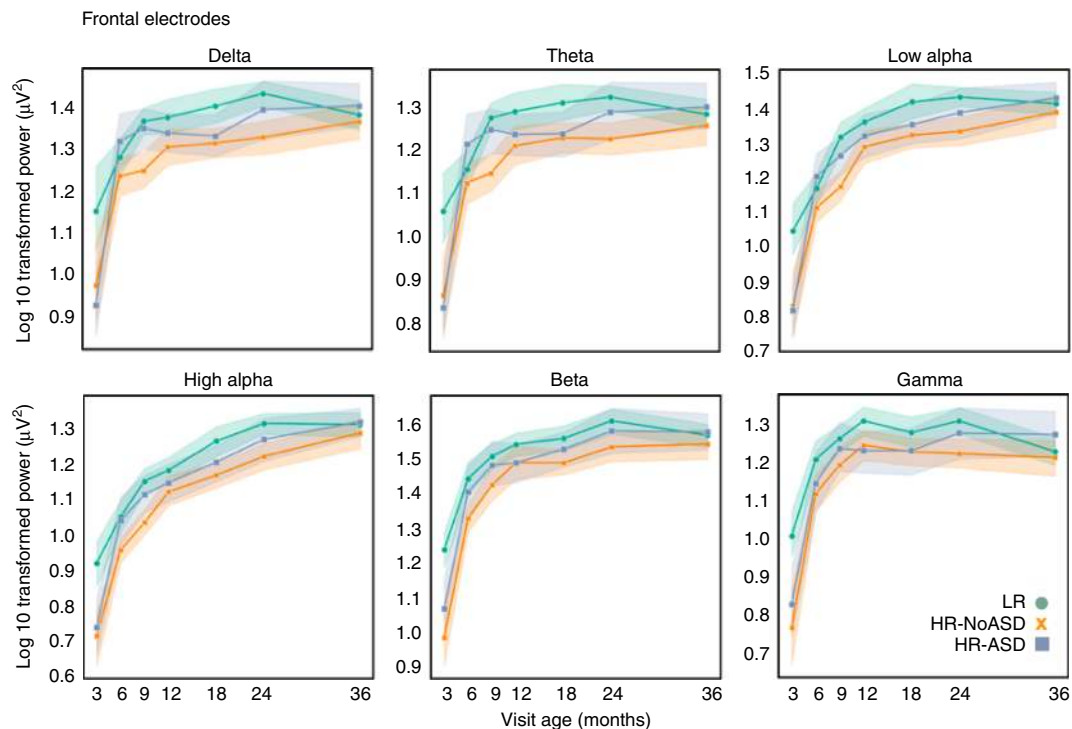 Frontal electrodes
Delta
Theta
Low alpha
Log 10 transformed power (μV²)
1.4
1.3
1.2
1.1
1.0
0.9
1.3
1.2
1.1
1.0
0.9
0.8
1.5
1.4
1.3
1.2
1.0
0.9
0.8
0.7
High alpha
Beta
Gamma
Log 10 transformed power (μV²)
1.3
1.2
1.1
1.0
0.9
0.8
0.7
0.6
1.6
1.5
1.4
1.3
1.2
1.1
1.0
0.9
1.3
1.2
1.0
0.9
0.8
0.7
LR
HR-NoASD
HR-ASD
3 6 9 12 18 24 36
3 6 9 12 18 24 36
3 6 9 12 18 24 36
Visit age (months)